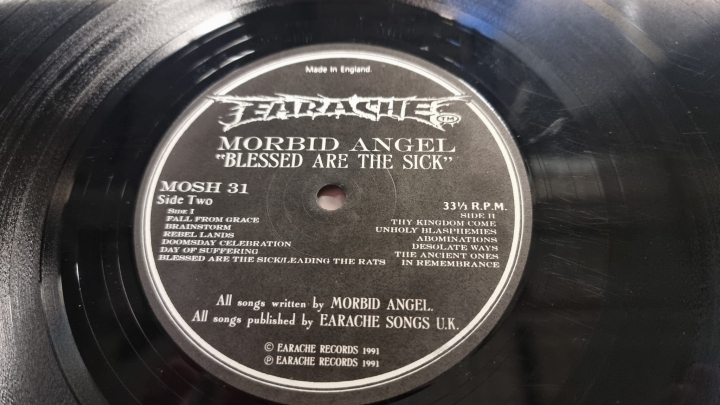 Made in England.
EARACHE TM
MORBID ANGEL
"BLESSED ARE THE SICK"
MOSH 31
Side Two
SIDE I
FALL FROM GRACE
BRAINSTORM
REBEL LANDS
DOOMSDAY CELEBRATION
DAY OF SUFFERING
BLESSED ARE THE SICK/LEADING THE RATS
33⅓ R.P.M.
SIDE II
THY KINGDOM COME
UNHOLY BLASPHEMIES
ABOMINATIONS
DESOLATE WAYS
THE ANCIENT ONES
IN REMEMBRANCE
All songs written by MORBID ANGEL.
All songs published by EARACHE SONGS U.K.
© EARACHE RECORDS 1991
℗ EARACHE RECORDS 1991